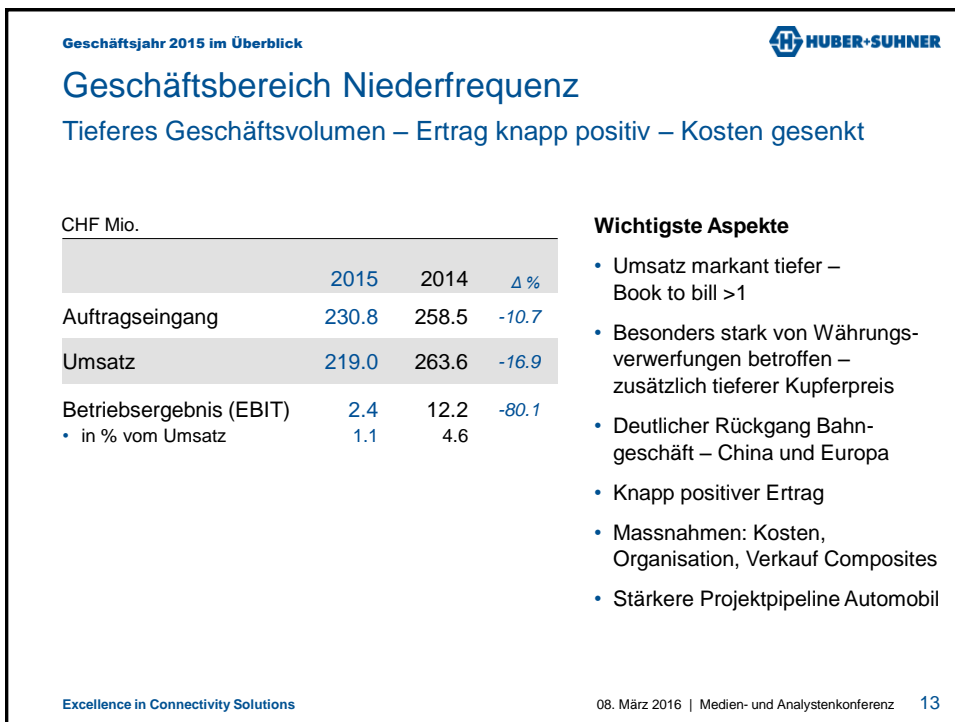 Geschäftsjahr 2015 im Überblick
HUBER+SUHNER
Geschäftsbereich Niederfrequenz
Tieferes Geschäftsvolumen – Ertrag knapp positiv – Kosten gesenkt
CHF Mio.
2015 2014 Δ %
Auftragseingang 230.8 258.5 -10.7
Umsatz 219.0 263.6 -16.9
Betriebsergebnis (EBIT) 2.4 12.2 -80.1
• in % vom Umsatz 1.1 4.6
Wichtigste Aspekte
• Umsatz markant tiefer –
Book to bill >1
• Besonders stark von Währungs-
verwerfungen betroffen –
zusätzlich tieferer Kupferpreis
• Deutlicher Rückgang Bahn-
geschäft – China und Europa
• Knapp positiver Ertrag
• Massnahmen: Kosten,
Organisation, Verkauf Composites
• Stärkere Projektpipeline Automobil
Excellence in Connectivity Solutions
08. März 2016 | Medien- und Analystenkonferenz 13